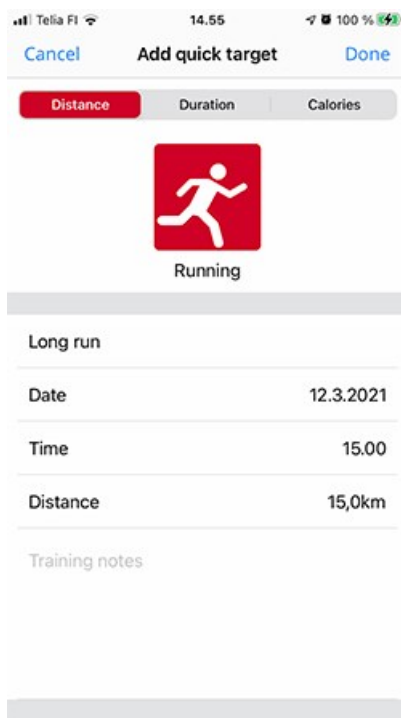 Telia FI 14.55 100 %
Cancel Add quick target Done
Distance Duration Calories
Running
Long run
Date 12.3.2021
Time 15.00
Distance 15,0km
Training notes